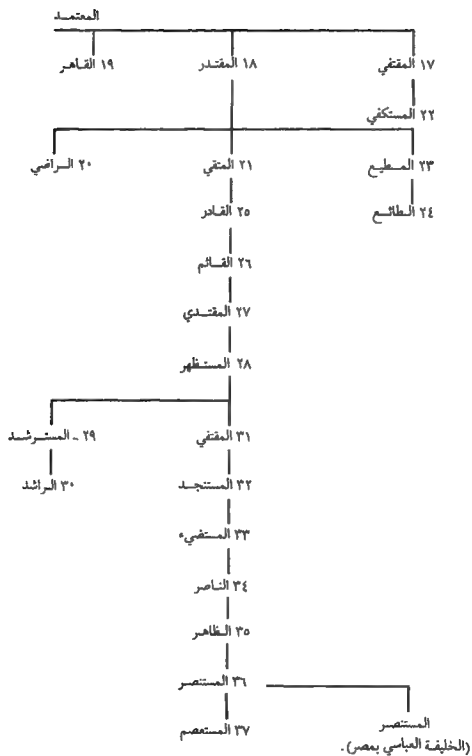 المعتمد
١٧ المقتفي
١٨ المقتدر
١٩ القاهر
٢٢ المستكفي
٢٣ المطيع
٢١ المتقي
٢٠ الراضي
٢٤ الطائع
٢٥ القادر
٢٦ القائم
٢٧ المقتدي
٢٨ المستظهر
٣١ المقتفي
٢٩ - المسترشد
٣٢ المستنجد
٣٠ الراشد
٣٣ المستضيء
٣٤ الناصر
٣٥ الظاهر
٣٦ المستنصر
المستنصر
٣٧ المستعصم
(الخليفة العباسي بمصر).